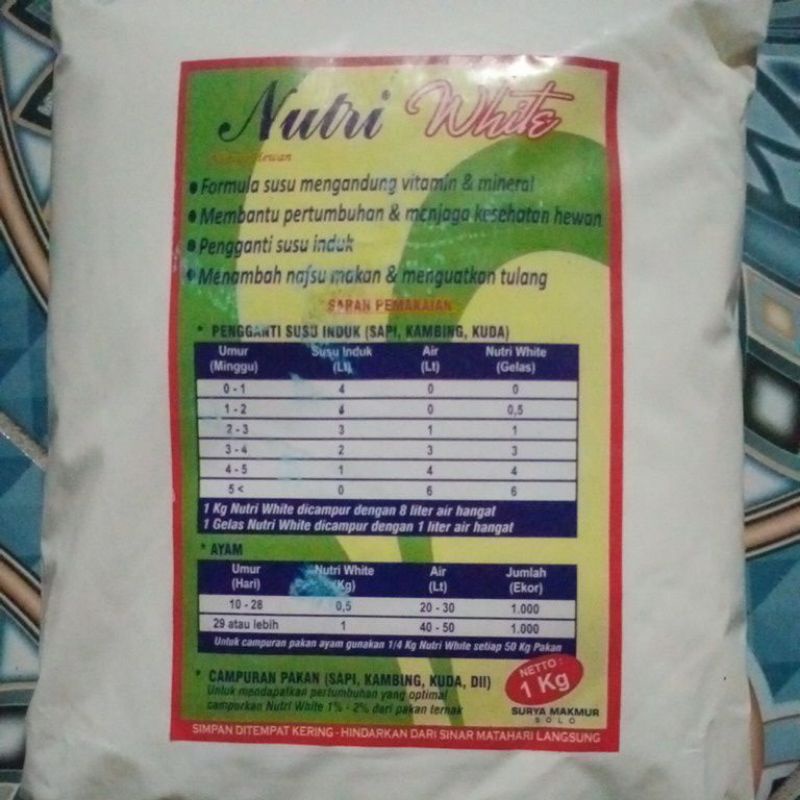 Nutri® White
Nutrisi Hewan
• Formula susu mengandung vitamin & mineral
• Membantu pertumbuhan & menjaga kesehatan hewan
• Pengganti susu induk
• Menambah nafsu makan & menguatkan tulang
SARAN PEMAKAIAN
* PENGGANTI SUSU INDUK (SAPI, KAMBING, KUDA)
Umur (Minggu) Susu Induk (Lt) Air (Lt) Nutri White (Gelas)
0 - 1 4 0 0
1 - 2 4 0 0,5
2 - 3 3 1 1
3 - 4 2 3 3
4 - 5 1 4 4
5 < 0 6 6
1 Kg Nutri White dicampur dengan 8 liter air hangat
1 Gelas Nutri White dicampur dengan 1 liter air hangat
* AYAM
Umur (Hari) Nutri White (Kg) Air (Lt) Jumlah (Ekor)
10 - 28 0,5 20 - 30 1.000
29 atau lebih 1 40 - 50 1.000
Untuk campuran pakan ayam gunakan 1/4 Kg Nutri White setiap 50 Kg Pakan
* CAMPURAN PAKAN (SAPI, KAMBING, KUDA, Dll)
Untuk mendapatkan pertumbuhan yang optimal
campurkan Nutri White 1% - 2% dari pakan ternak
NETTO :
1 Kg
SURYA MAKMUR
SOLO
SIMPAN DITEMPAT KERING - HINDARKAN DARI SINAR MATAHARI LANGSUNG